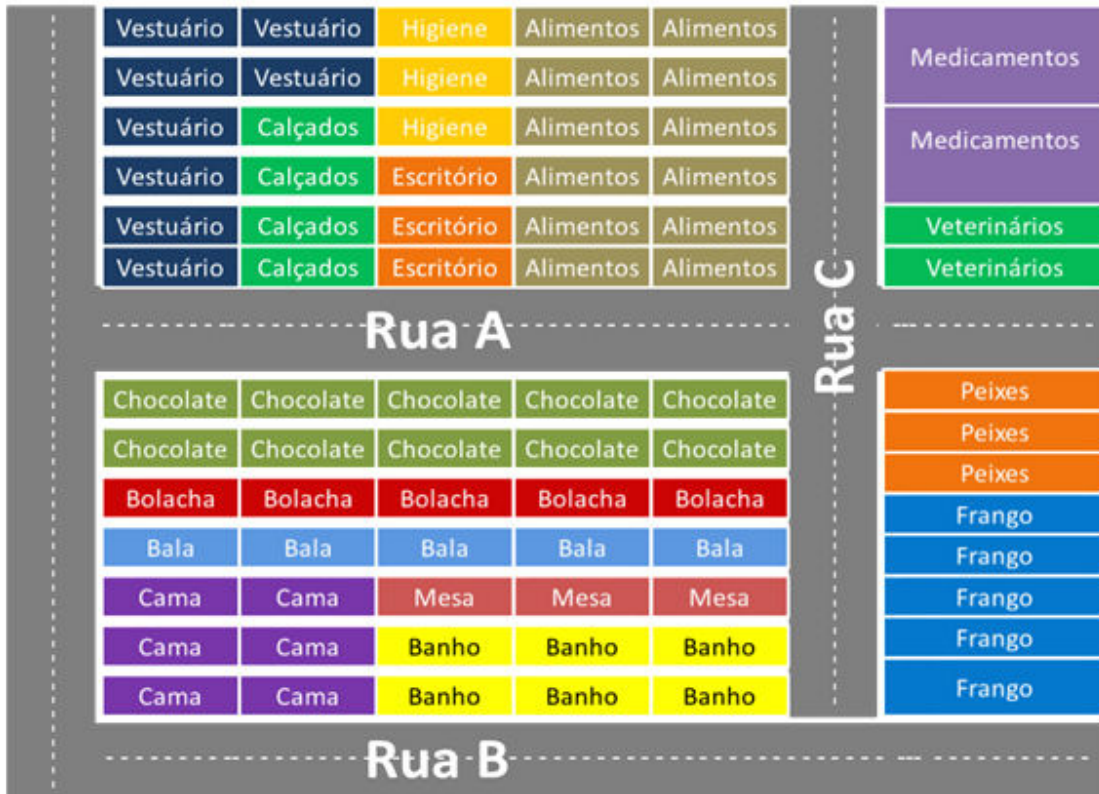 Vestuário Vestuário Higiene Alimentos Alimentos
Medicamentos
Vestuário Vestuário Higiene Alimentos Alimentos
Vestuário Calçados Higiene Alimentos Alimentos
Medicamentos
Vestuário Calçados Escritório Alimentos Alimentos
Vestuário Calçados Escritório Alimentos Alimentos Veterinários
Vestuário Calçados Escritório Alimentos Alimentos Veterinários
Rua A
Rua C
Chocolate Chocolate Chocolate Chocolate Chocolate Peixes
Chocolate Chocolate Chocolate Chocolate Chocolate Peixes
Peixes
Bolacha Bolacha Bolacha Bolacha Bolacha Frango
Bala Bala Bala Bala Bala Frango
Cama Cama Mesa Mesa Mesa Frango
Cama Cama Banho Banho Banho Frango
Cama Cama Banho Banho Banho Frango
Rua B